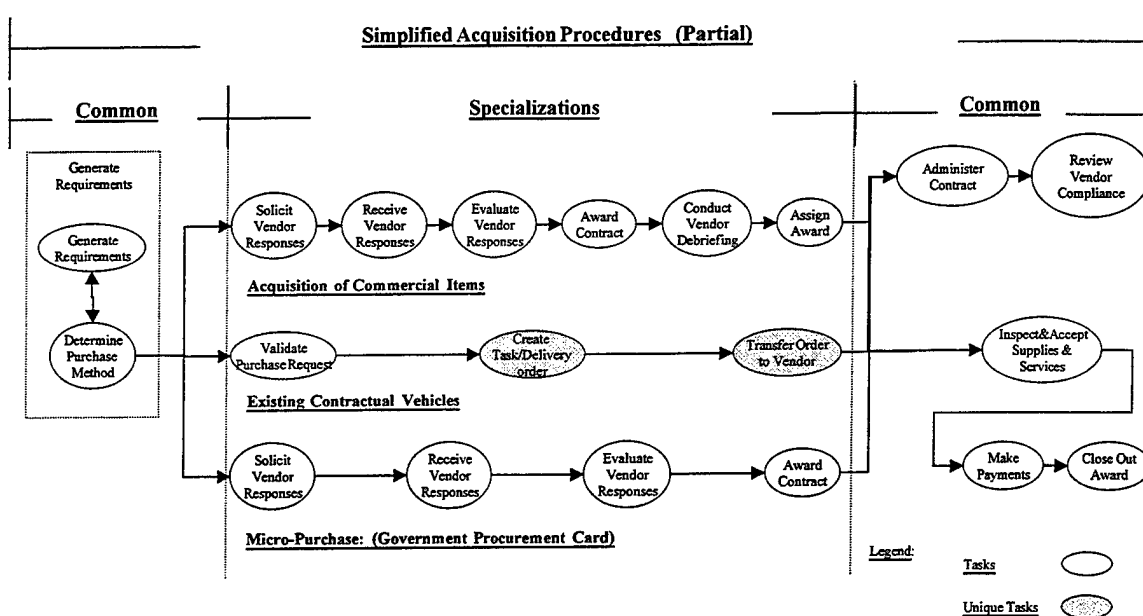 Simplified Acquisition Procedures (Partial)
Common
Specializations
Common
Generate
Requirements
Generate
Requirements
Determine
Purchase
Method
Solicit
Vendor
Responses
Receive
Vendor
Responses
Evaluate
Vendor
Responses
Award
Contract
Conduct
Vendor
Debriefing
Assign
Award
Acquisition of Commercial Items
Validate
Purchase Request
Create
Task/Delivery
order
Transfer Order
to Vendor
Existing Contractual Vehicles
Solicit
Vendor
Responses
Receive
Vendor
Responses
Evaluate
Vendor
Responses
Award
Contract
Micro-Purchase: (Government Procurement Card)
Administer
Contract
Review
Vendor
Compliance
Inspect&Accept
Supplies &
Services
Make
Payments
Close Out
Award
Legend:
Tasks
Unique Tasks